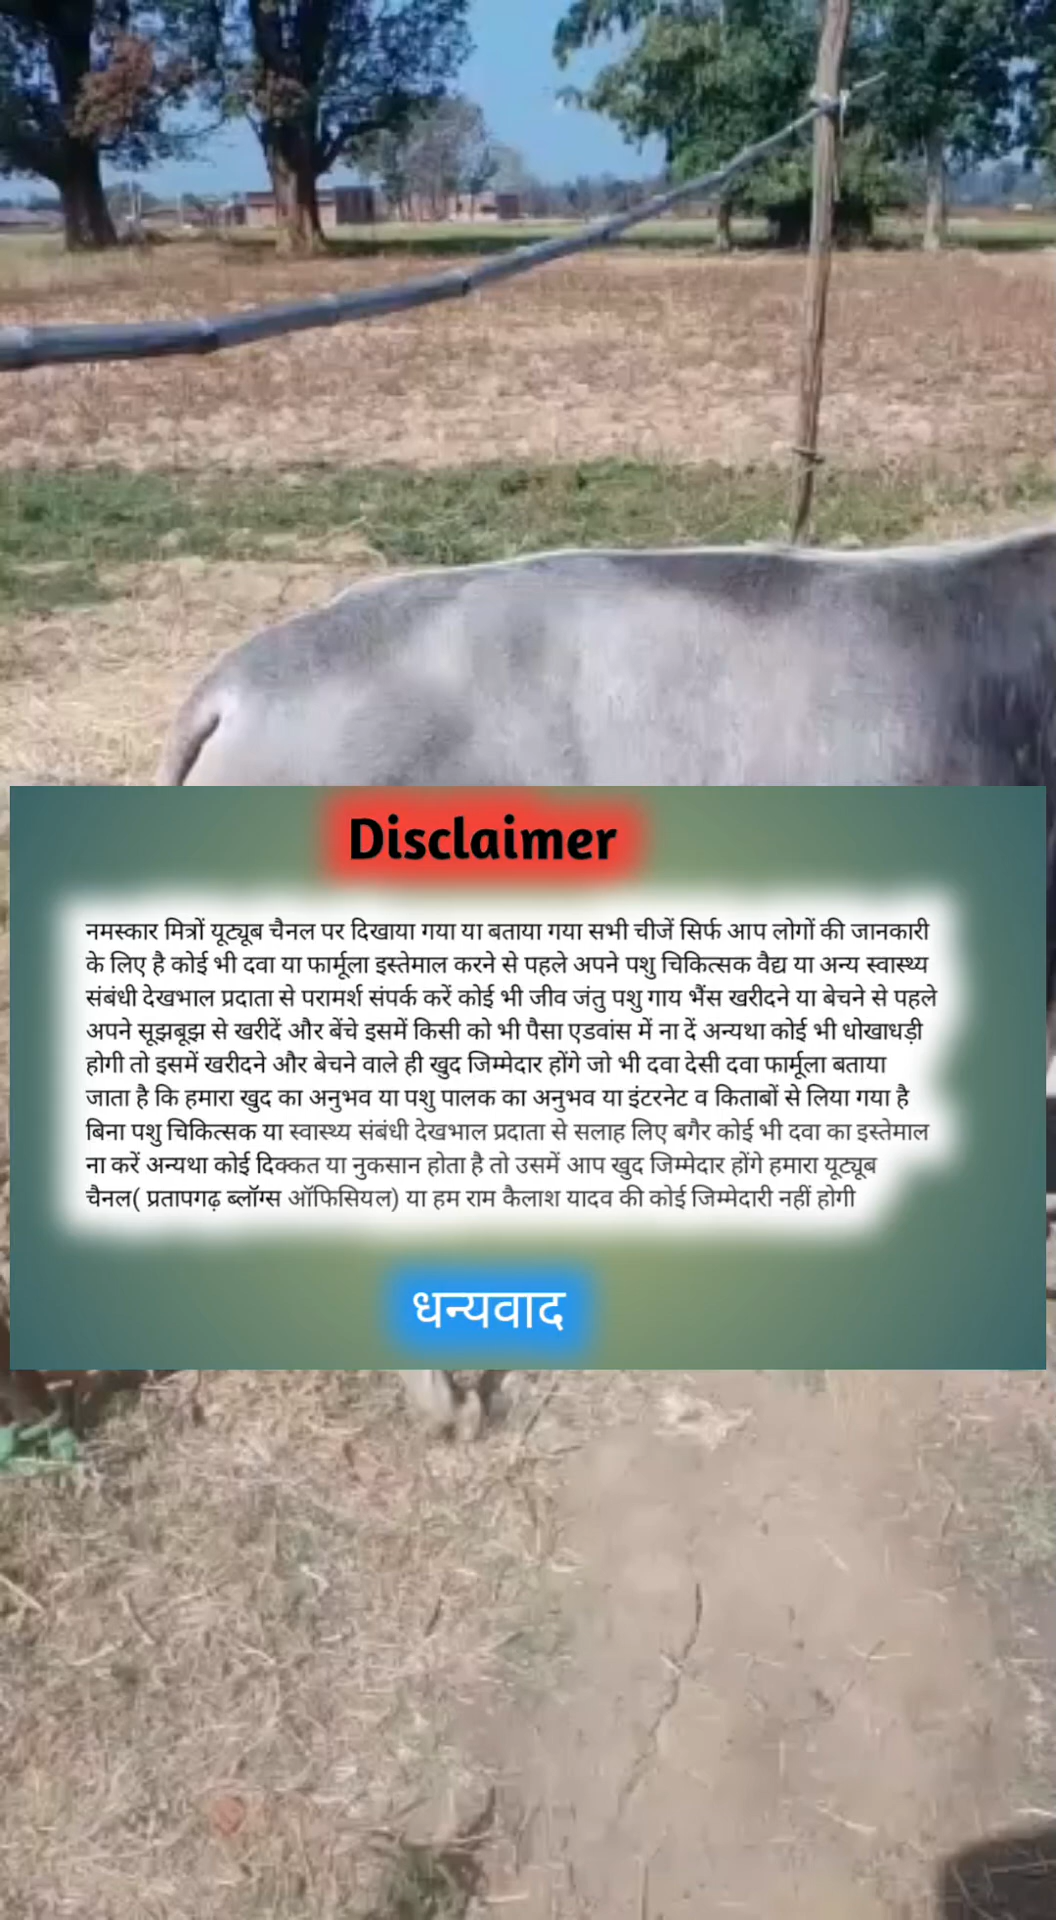 Disclaimer
नमस्कार मित्रों यूट्यूब चैनल पर दिखाया गया या बताया गया सभी चीजें सिर्फ आप लोगों की जानकारी
के लिए है कोई भी दवा या फार्मूला इस्तेमाल करने से पहले अपने पशु चिकित्सक वैद्य या अन्य स्वास्थ्य
संबंधी देखभाल प्रदाता से परामर्श संपर्क करें कोई भी जीव जंतु पशु गाय भैंस खरीदने या बेचने से पहले
अपने सूझबूझ से खरीदें और बेंचे इसमें किसी को भी पैसा एडवांस में ना दें अन्यथा कोई भी धोखाधड़ी
होगी तो इसमें खरीदने और बेचने वाले ही खुद जिम्मेदार होंगे जो भी दवा देसी दवा फार्मूला बताया
जाता है कि हमारा खुद का अनुभव या पशु पालक का अनुभव या इंटरनेट व किताबों से लिया गया है
बिना पशु चिकित्सक या स्वास्थ्य संबंधी देखभाल प्रदाता से सलाह लिए बगैर कोई भी दवा का इस्तेमाल
ना करें अन्यथा कोई दिक्कत या नुकसान होता है तो उसमें आप खुद जिम्मेदार होंगे हमारा यूट्यूब
चैनल( प्रतापगढ़ ब्लॉग्स ऑफिसियल) या हम राम कैलाश यादव की कोई जिम्मेदारी नहीं होगी
धन्यवाद